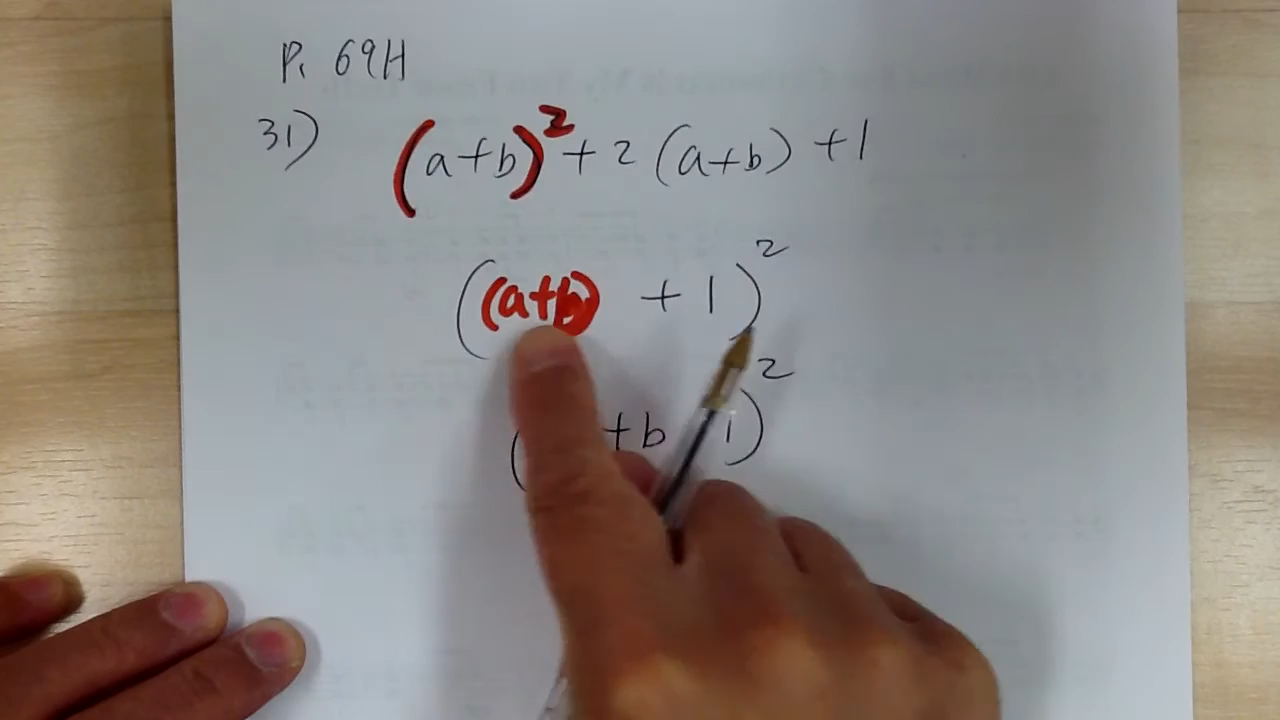 P. 69H
31) (a+b)² + 2 (a+b) +1
((a+b) + 1)²
( +b 1)²